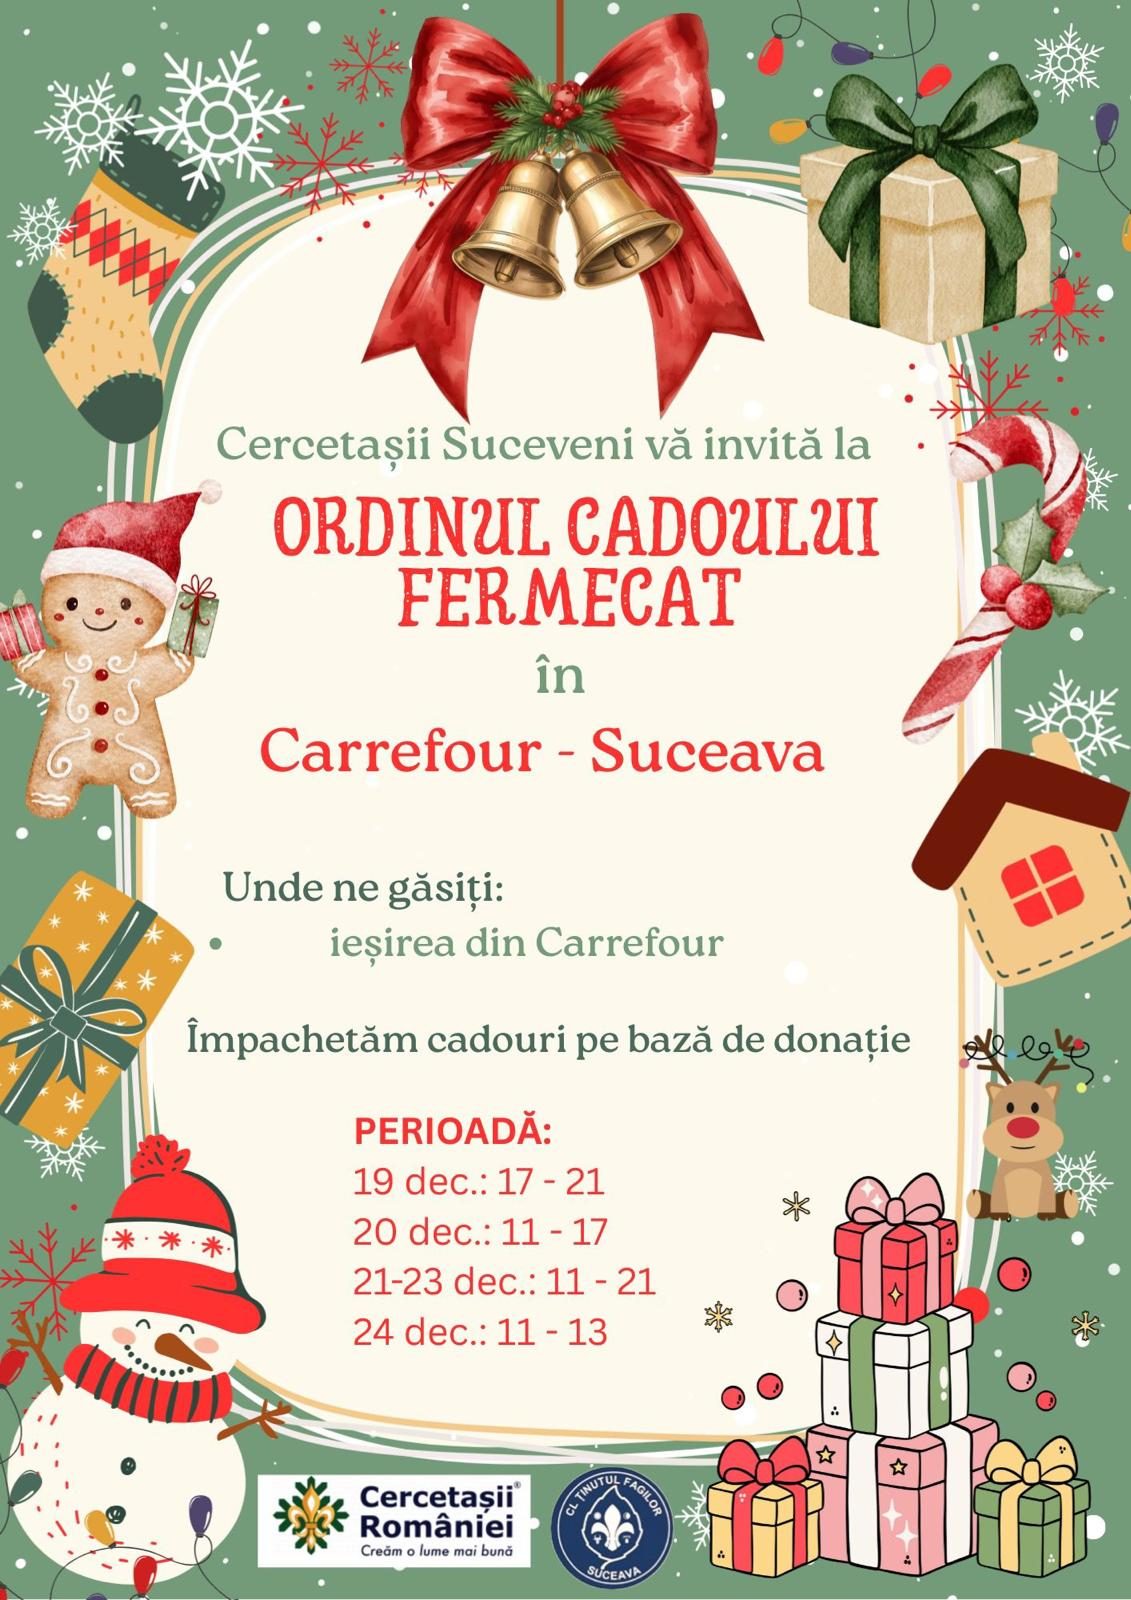 Cercetașii Suceveni vă invită la
ORDINUL CADOULUI
FERMECAT
în
Carrefour - Suceava
Unde ne găsiți:
• ieșirea din Carrefour
Împachetăm cadouri pe bază de donație
PERIOADĂ:
19 dec.: 17 - 21
20 dec.: 11 - 17
21-23 dec.: 11 - 21
24 dec.: 11 - 13
Cercetașii®
României
Creăm o lume mai bună
CL ȚINUTUL FAGILOR
SUCEAVA